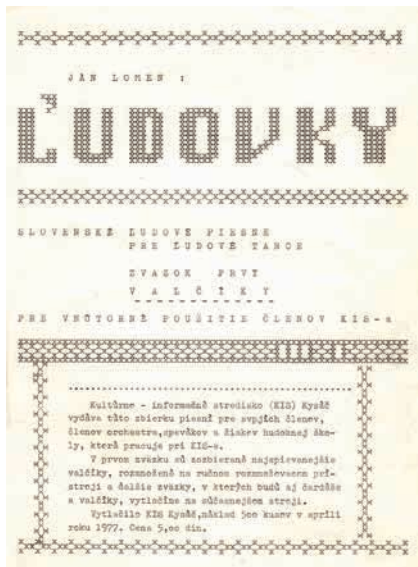 JÁN LOMEN :
ĽUDOVKY
SLOVENSKÉ ĽUDOVÉ PIESNE
PRE ĽUDOVÉ TANCE
ZVAZOK PRVÝ
VALČÍKY
PRE VNÚTORNÉ POUŽITIE ČLENOV KIS-a
Kultúrne - informačné stredisko (KIS) Kysáč
vydáva túto zbierku piesní pre svojich členov,
členov orchestra, spevákov a žiakov hudobnej ško-
ly, ktorá pracuje pri KIS-e.
V prvom zväzku sú zozbierané najspievanejšie
valčíky, rozmnožené na ručnom rozmnožovacom prí-
stroji a ďalšie zväzky, v ktorých budú aj čardáše
a valčíky, vytlačíme na súčasnejšom stroji.
Vytlačilo KIS Kysáč, náklad 500 kusov v apríli
roku 1977. Cena 5,00 din.